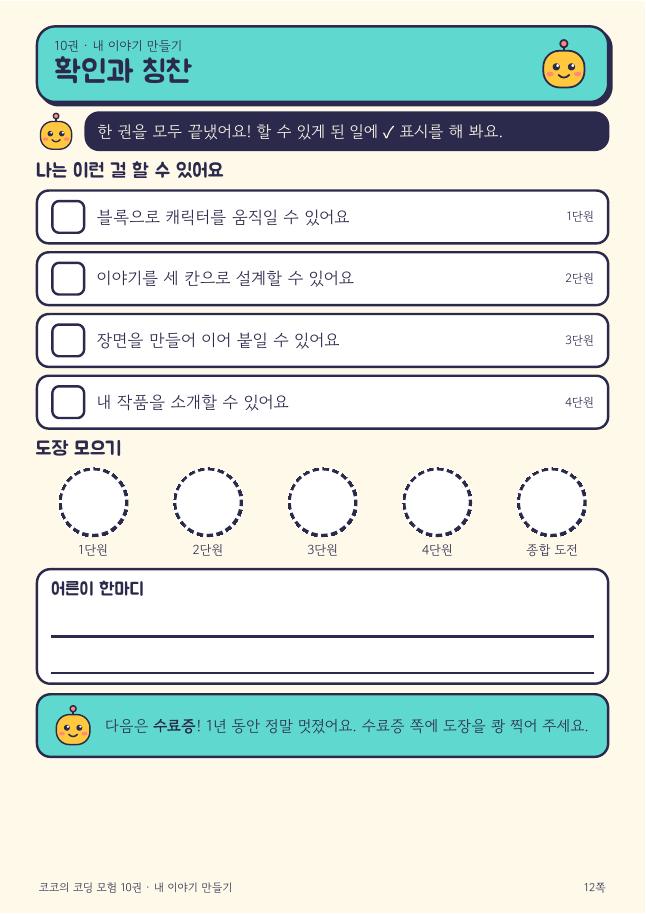 10권 · 내 이야기 만들기
확인과 칭찬
한 권을 모두 끝냈어요! 할 수 있게 된 일에 ✓ 표시를 해 봐요.
나는 이런 걸 할 수 있어요
블록으로 캐릭터를 움직일 수 있어요 1단원
이야기를 세 칸으로 설계할 수 있어요 2단원
장면을 만들어 이어 붙일 수 있어요 3단원
내 작품을 소개할 수 있어요 4단원
도장 모으기
1단원 2단원 3단원 4단원 종합 도전
어른이 한마디
다음은 수료증! 1년 동안 정말 멋졌어요. 수료증 쪽에 도장을 쾅 찍어 주세요.
코코의 코딩 모험 10권 · 내 이야기 만들기 12쪽